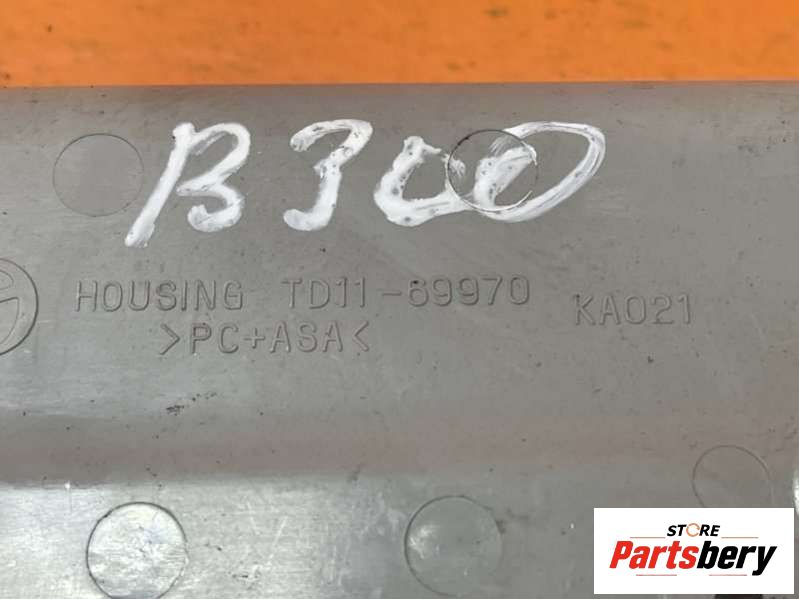 B300
HOUSING TD11-69970 KA021
>PC+ASA<
STORE
Partsbery